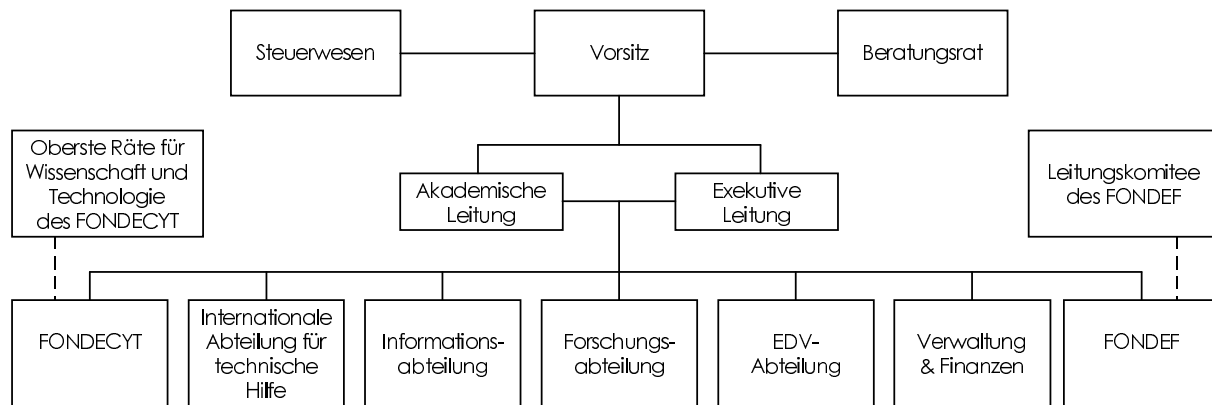 Steuerwesen
Vorsitz
Beratungsrat
Oberste Räte für
Wissenschaft und
Technologie
des FONDECYT
Akademische
Leitung
Exekutive
Leitung
Leitungskomitee
des FONDEF
FONDECYT
Internationale
Abteilung für
technische
Hilfe
Informations-
abteilung
Forschungs-
abteilung
EDV-
Abteilung
Verwaltung
& Finanzen
FONDEF